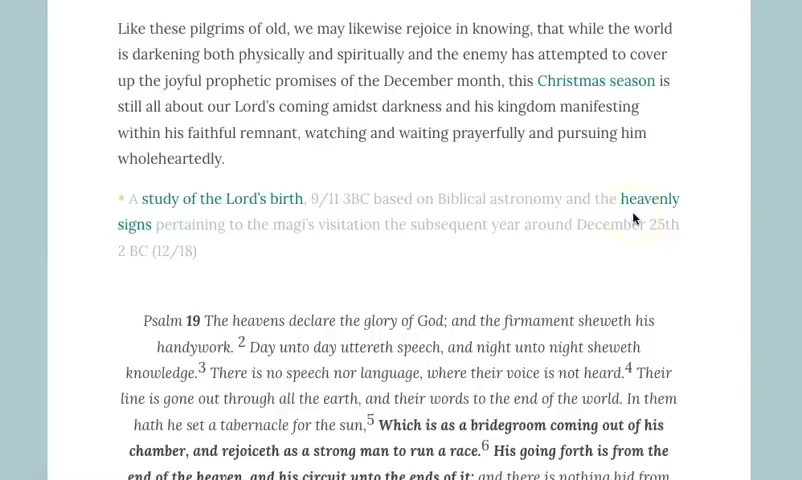 Like these pilgrims of old, we may likewise rejoice in knowing, that while the world
is darkening both physically and spiritually and the enemy has attempted to cover
up the joyful prophetic promises of the December month, this Christmas season is
still all about our Lord's coming amidst darkness and his kingdom manifesting
within his faithful remnant, watching and waiting prayerfully and pursuing him
wholeheartedly.
* A study of the Lord's birth, 9/11 3BC based on Biblical astronomy and the heavenly
signs pertaining to the magi's visitation the subsequent year around December 25th
2 BC (12/18)
Psalm 19 The heavens declare the glory of God; and the firmament sheweth his
handywork. 2 Day unto day uttereth speech, and night unto night sheweth
knowledge.3 There is no speech nor language, where their voice is not heard.4 Their
line is gone out through all the earth, and their words to the end of the world. In them
hath he set a tabernacle for the sun,5 Which is as a bridegroom coming out of his
chamber, and rejoiceth as a strong man to run a race.6 His going forth is from the
end of the heaven, and his circuit unto the ends of it: and there is nothing hid from